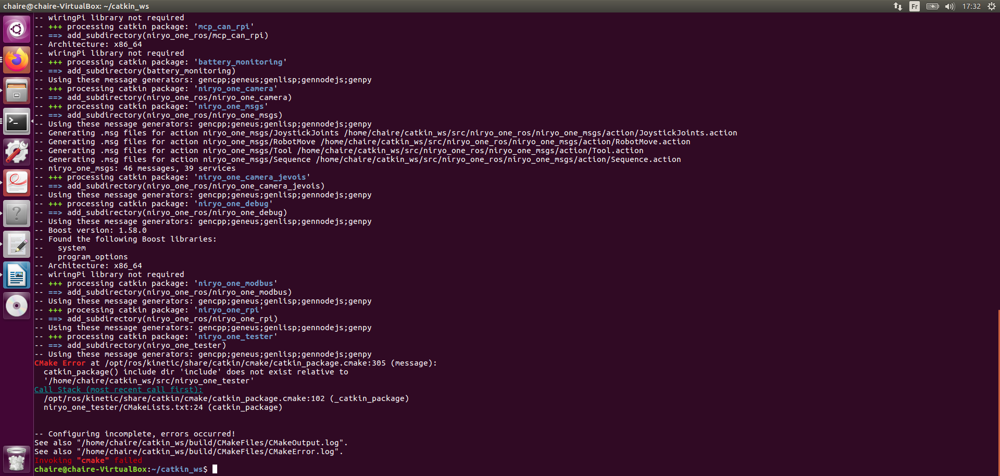 chaire@chaire-VirtualBox: ~/catkin_ws
Fr
17:32
-- wiringPi library not required
-- +++ processing catkin package: 'mcp_can_rpi'
-- ==> add_subdirectory(niryo_one_ros/mcp_can_rpi)
-- Architecture: x86_64
-- wiringPi library not required
-- +++ processing catkin package: 'battery_monitoring'
-- ==> add_subdirectory(battery_monitoring)
-- Using these message generators: gencpp;geneus;genlisp;gennodejs;genpy
-- +++ processing catkin package: 'niryo_one_camera'
-- ==> add_subdirectory(niryo_one_ros/niryo_one_camera)
-- +++ processing catkin package: 'niryo_one_msgs'
-- ==> add_subdirectory(niryo_one_ros/niryo_one_msgs)
-- Using these message generators: gencpp;geneus;genlisp;gennodejs;genpy
-- Generating .msg files for action niryo_one_msgs/JoystickJoints /home/chaire/catkin_ws/src/niryo_one_ros/niryo_one_msgs/action/JoystickJoints.action
-- Generating .msg files for action niryo_one_msgs/RobotMove /home/chaire/catkin_ws/src/niryo_one_ros/niryo_one_msgs/action/RobotMove.action
-- Generating .msg files for action niryo_one_msgs/Tool /home/chaire/catkin_ws/src/niryo_one_ros/niryo_one_msgs/action/Tool.action
-- Generating .msg files for action niryo_one_msgs/Sequence /home/chaire/catkin_ws/src/niryo_one_ros/niryo_one_msgs/action/Sequence.action
-- niryo_one_msgs: 46 messages, 39 services
-- +++ processing catkin package: 'niryo_one_camera_jevois'
-- ==> add_subdirectory(niryo_one_ros/niryo_one_camera_jevois)
-- Using these message generators: gencpp;geneus;genlisp;gennodejs;genpy
-- +++ processing catkin package: 'niryo_one_debug'
-- ==> add_subdirectory(niryo_one_ros/niryo_one_debug)
-- Using these message generators: gencpp;geneus;genlisp;gennodejs;genpy
-- Boost version: 1.58.0
-- Found the following Boost libraries:
--   system
--   program_options
-- Architecture: x86_64
-- wiringPi library not required
-- +++ processing catkin package: 'niryo_one_modbus'
-- ==> add_subdirectory(niryo_one_ros/niryo_one_modbus)
-- Using these message generators: gencpp;geneus;genlisp;gennodejs;genpy
-- +++ processing catkin package: 'niryo_one_rpi'
-- ==> add_subdirectory(niryo_one_ros/niryo_one_rpi)
-- Using these message generators: gencpp;geneus;genlisp;gennodejs;genpy
-- +++ processing catkin package: 'niryo_one_tester'
-- ==> add_subdirectory(niryo_one_tester)
-- Using these message generators: gencpp;geneus;genlisp;gennodejs;genpy
CMake Error at /opt/ros/kinetic/share/catkin/cmake/catkin_package.cmake:305 (message):
  catkin_package() include dir 'include' does not exist relative to
  '/home/chaire/catkin_ws/src/niryo_one_tester'
Call Stack (most recent call first):
  /opt/ros/kinetic/share/catkin/cmake/catkin_package.cmake:102 (_catkin_package)
  niryo_one_tester/CMakeLists.txt:24 (catkin_package)
-- Configuring incomplete, errors occurred!
See also "/home/chaire/catkin_ws/build/CMakeFiles/CMakeOutput.log".
See also "/home/chaire/catkin_ws/build/CMakeFiles/CMakeError.log".
Invoking "cmake" failed
chaire@chaire-VirtualBox:~/catkin_ws$